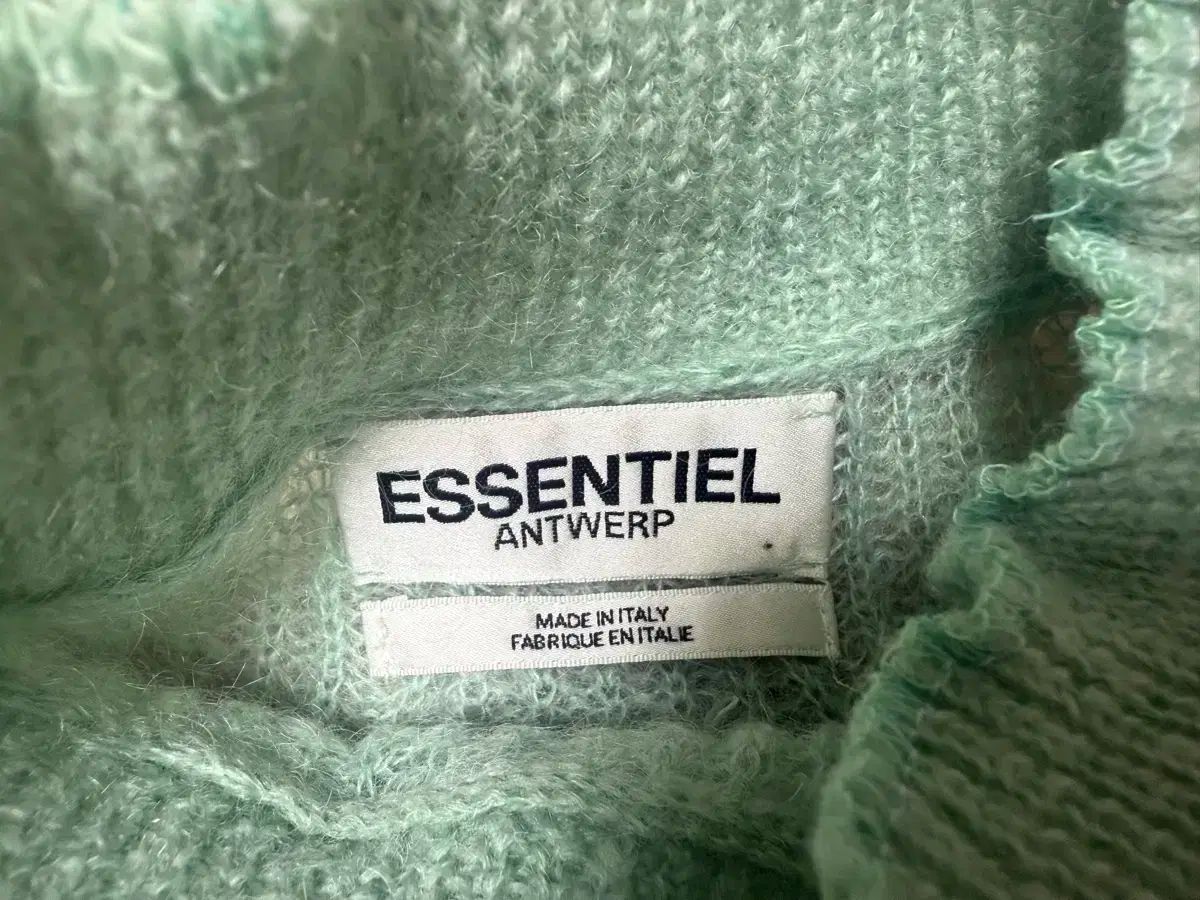 ESSENTIEL
ANTWERP
MADE IN ITALY
FABRIQUE EN ITALIE